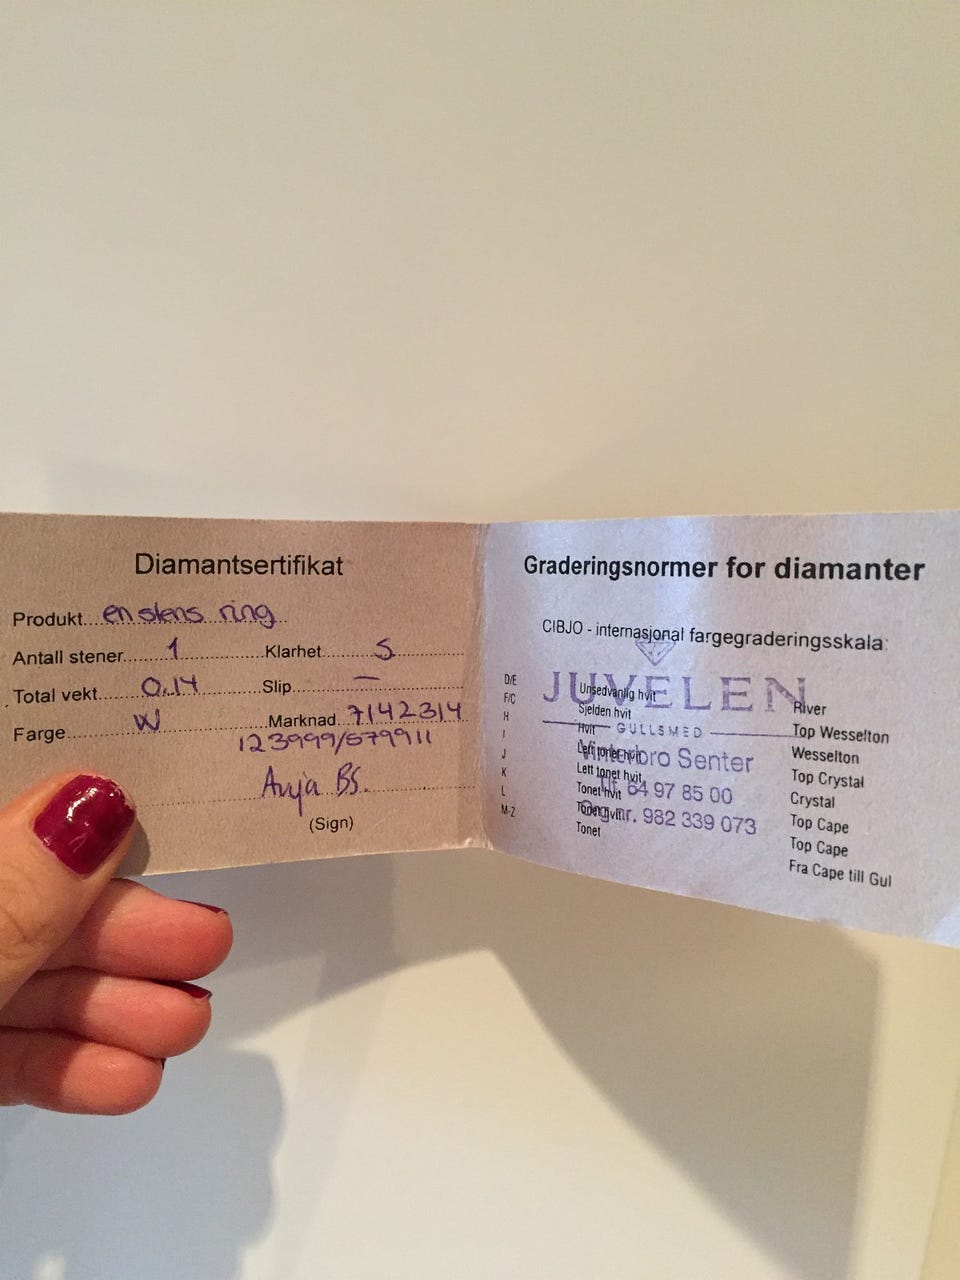 Diamantsertifikat
Produkt...en stens ring
Antall stener...1...Klarhet...S
Total vekt...0.14 Slip...—
Farge...W...Marknad...7142314
123999/579911
Anja BS.
(Sign)
Graderingsnormer for diamanter
CIBJO - internasjonal fargegraderingsskala:
JUVELEN
GULLSMED
Vinterbro Senter
Tlf. 64 97 85 00
Org. nr. 982 339 073
D/E Unsedvanlig hvit River
F/C Sjelden hvit Top Wesselton
H Hvit Wesselton
I Lett tonet hvit Top Crystal
J Lett tonet hvit Crystal
K Tonet hvit Top Cape
L Tonet hvit Top Cape
M-Z Tonet Fra Cape till Gul